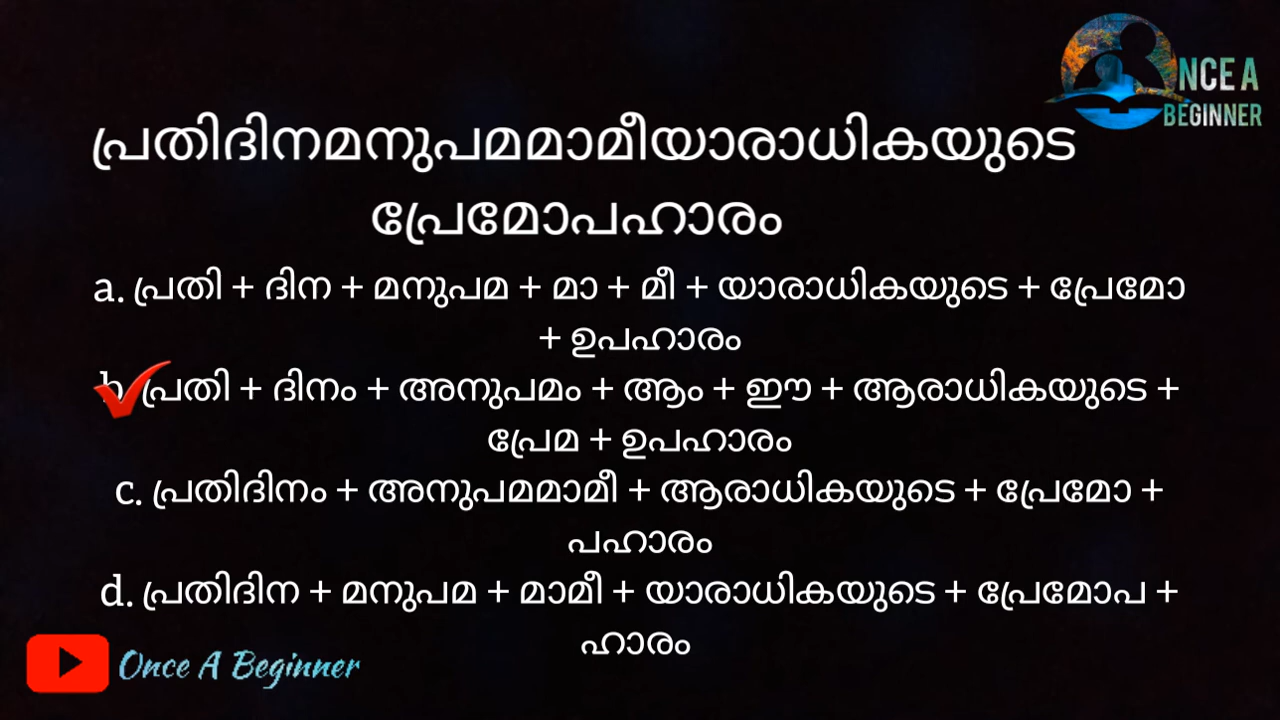 NCE A
BEGINNER
പ്രതിദിനമനുപമമാമീയാരാധികയുടെ
പ്രേമോപഹാരം
a. പ്രതി + ദിന + മനുപമ + മാ + മീ + യാരാധികയുടെ + പ്രേമോ
+ ഉപഹാരം
b. പ്രതി + ദിനം + അനുപമം + ആം + ഈ + ആരാധികയുടെ +
പ്രേമ + ഉപഹാരം
c. പ്രതിദിനം + അനുപമമാമീ + ആരാധികയുടെ + പ്രേമോ +
പഹാരം
d. പ്രതിദിന + മനുപമ + മാമീ + യാരാധികയുടെ + പ്രേമോപ +
ഹാരം
Once A Beginner